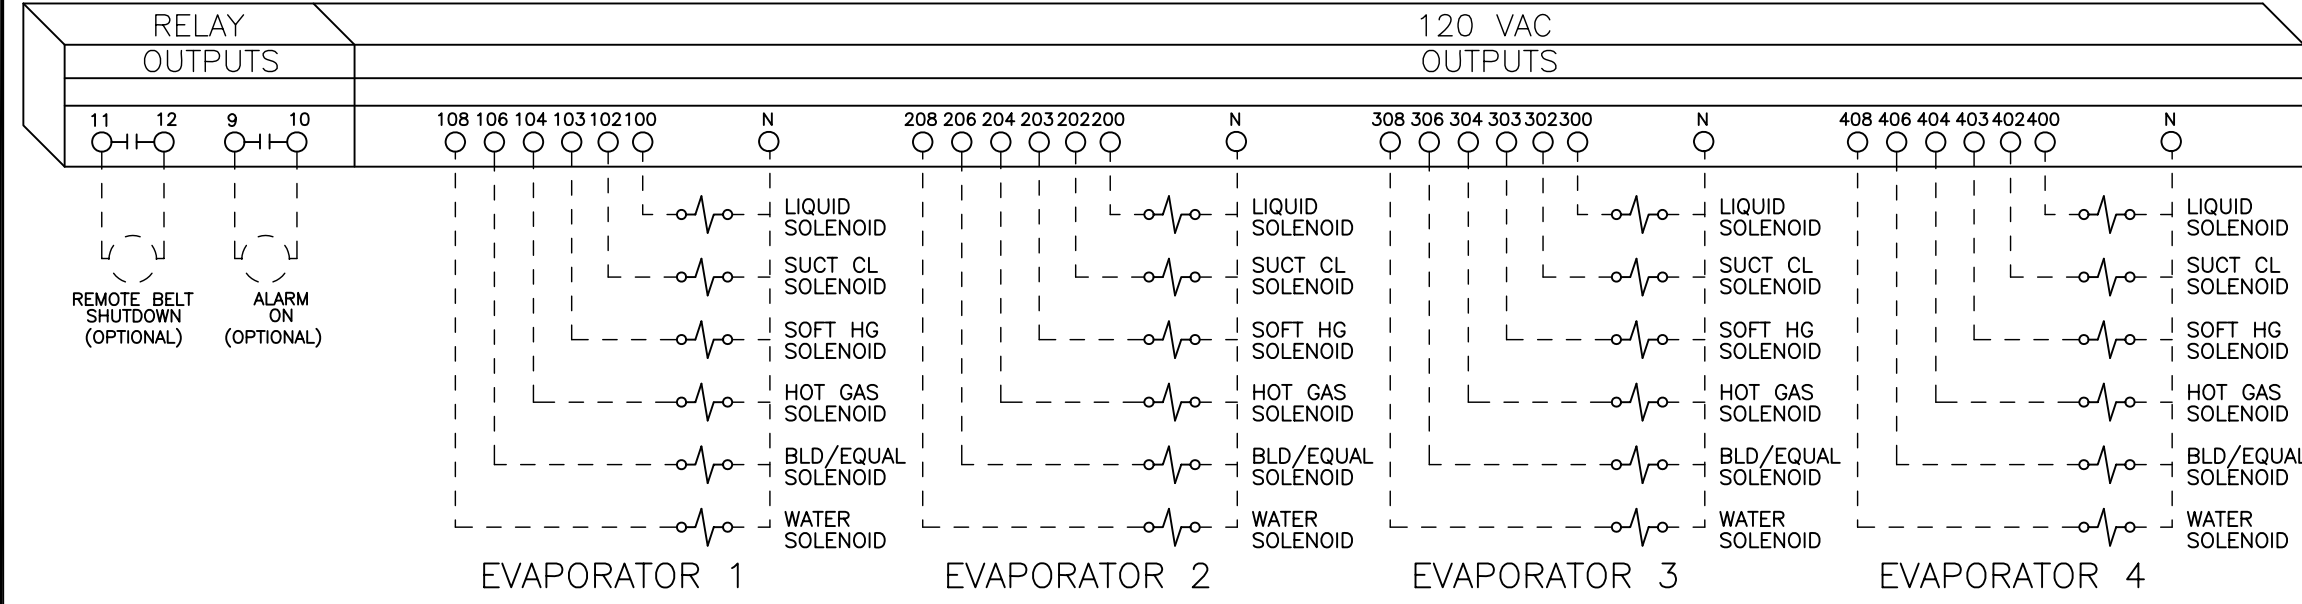 RELAY
120 VAC
OUTPUTS
OUTPUTS
11 12 9 10
108 106 104 103 102 100 N
208 206 204 203 202 200 N
308 306 304 303 302 300 N
408 406 404 403 402 400 N
REMOTE BELT
SHUTDOWN
(OPTIONAL)
ALARM
ON
(OPTIONAL)
LIQUID
SOLENOID
SUCT CL
SOLENOID
SOFT HG
SOLENOID
HOT GAS
SOLENOID
BLD/EQUAL
SOLENOID
WATER
SOLENOID
EVAPORATOR 1
LIQUID
SOLENOID
SUCT CL
SOLENOID
SOFT HG
SOLENOID
HOT GAS
SOLENOID
BLD/EQUAL
SOLENOID
WATER
SOLENOID
EVAPORATOR 2
LIQUID
SOLENOID
SUCT CL
SOLENOID
SOFT HG
SOLENOID
HOT GAS
SOLENOID
BLD/EQUAL
SOLENOID
WATER
SOLENOID
EVAPORATOR 3
LIQUID
SOLENOID
SUCT CL
SOLENOID
SOFT HG
SOLENOID
HOT GAS
SOLENOID
BLD/EQUAL
SOLENOID
WATER
SOLENOID
EVAPORATOR 4